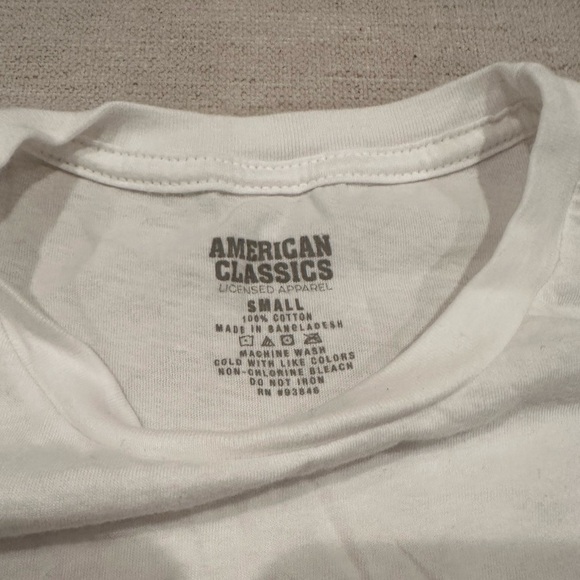 AMERICAN
CLASSICS
LICENSED APPAREL
SMALL
100% COTTON
MADE IN BANGLADESH
MACHINE WASH
COLD WITH LIKE COLORS
NON-CHLORINE BLEACH
DO NOT IRON
RN #93846